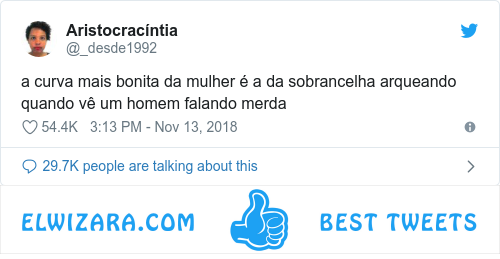 Aristocracíntia
@_desde1992
a curva mais bonita da mulher é a da sobrancelha arqueando
quando vê um homem falando merda
54.4K 3:13 PM - Nov 13, 2018
29.7K people are talking about this
ELWIZARA.COM BEST TWEETS